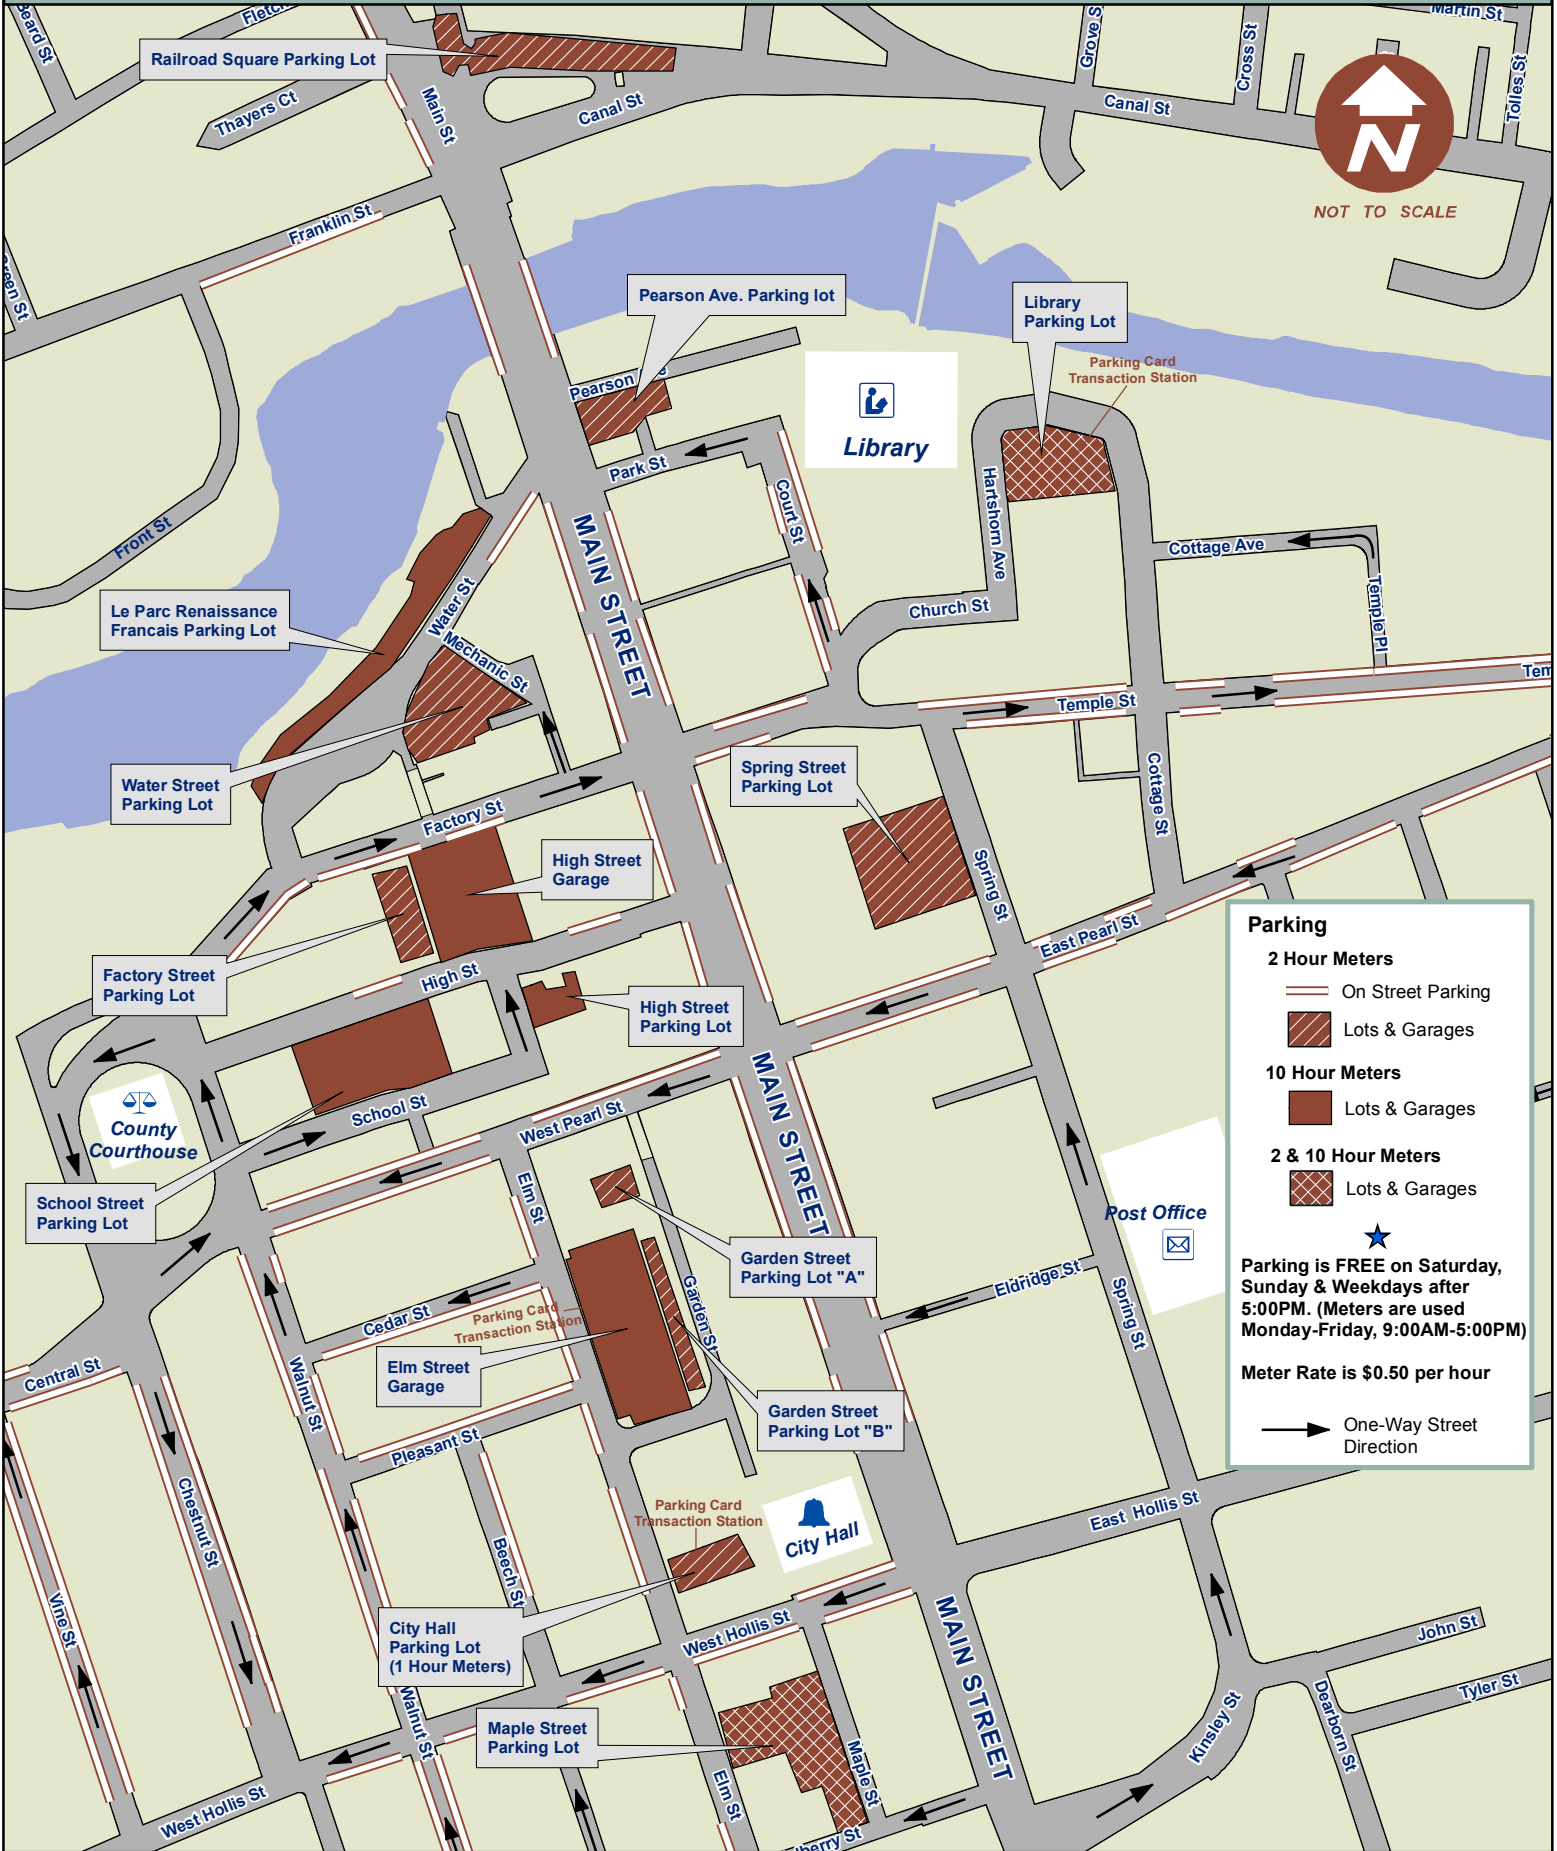 Beard St
Fletch
Railroad Square Parking Lot
Thayers Ct
Main St
Canal St
Grove S
Canal St
Cross St
Martin St
Tolles St
N
NOT TO SCALE
Franklin St
reen St
Pearson Ave. Parking lot
Library
Parking Lot
Parking Card
Transaction Station
Pearson
Library
Park St
Court St
Hartshorn Ave
MAIN STREET
Front St
Cottage Ave
Temple Pl
Le Parc Renaissance
Francais Parking Lot
Water St
Mechanic St
Church St
Temple St
Tem
Water Street
Parking Lot
Spring Street
Parking Lot
Factory St
Cottage St
High Street
Garage
Spring St
East Pearl St
Factory Street
Parking Lot
High St
High Street
Parking Lot
County
Courthouse
School St
West Pearl St
MAIN STREET
School Street
Parking Lot
Elm St
Post Office
Garden Street
Parking Lot "A"
Garden St
Eldridge St
Spring St
Cedar St
Parking Card
Transaction Station
Elm Street
Garage
Central St
Walnut St
Garden Street
Parking Lot "B"
Pleasant St
Chestnut St
Parking Card
Transaction Station
City Hall
East Hollis St
Beech St
Vine St
City Hall
Parking Lot
(1 Hour Meters)
West Hollis St
MAIN STREET
John St
Tyler St
Dearborn St
Kinsley St
Walnut St
Maple Street
Parking Lot
Maple St
Elm St
West Hollis St
lberry St
Parking
2 Hour Meters
On Street Parking
Lots & Garages
10 Hour Meters
Lots & Garages
2 & 10 Hour Meters
Lots & Garages
Parking is FREE on Saturday,
Sunday & Weekdays after
5:00PM. (Meters are used
Monday-Friday, 9:00AM-5:00PM)
Meter Rate is $0.50 per hour
One-Way Street
Direction